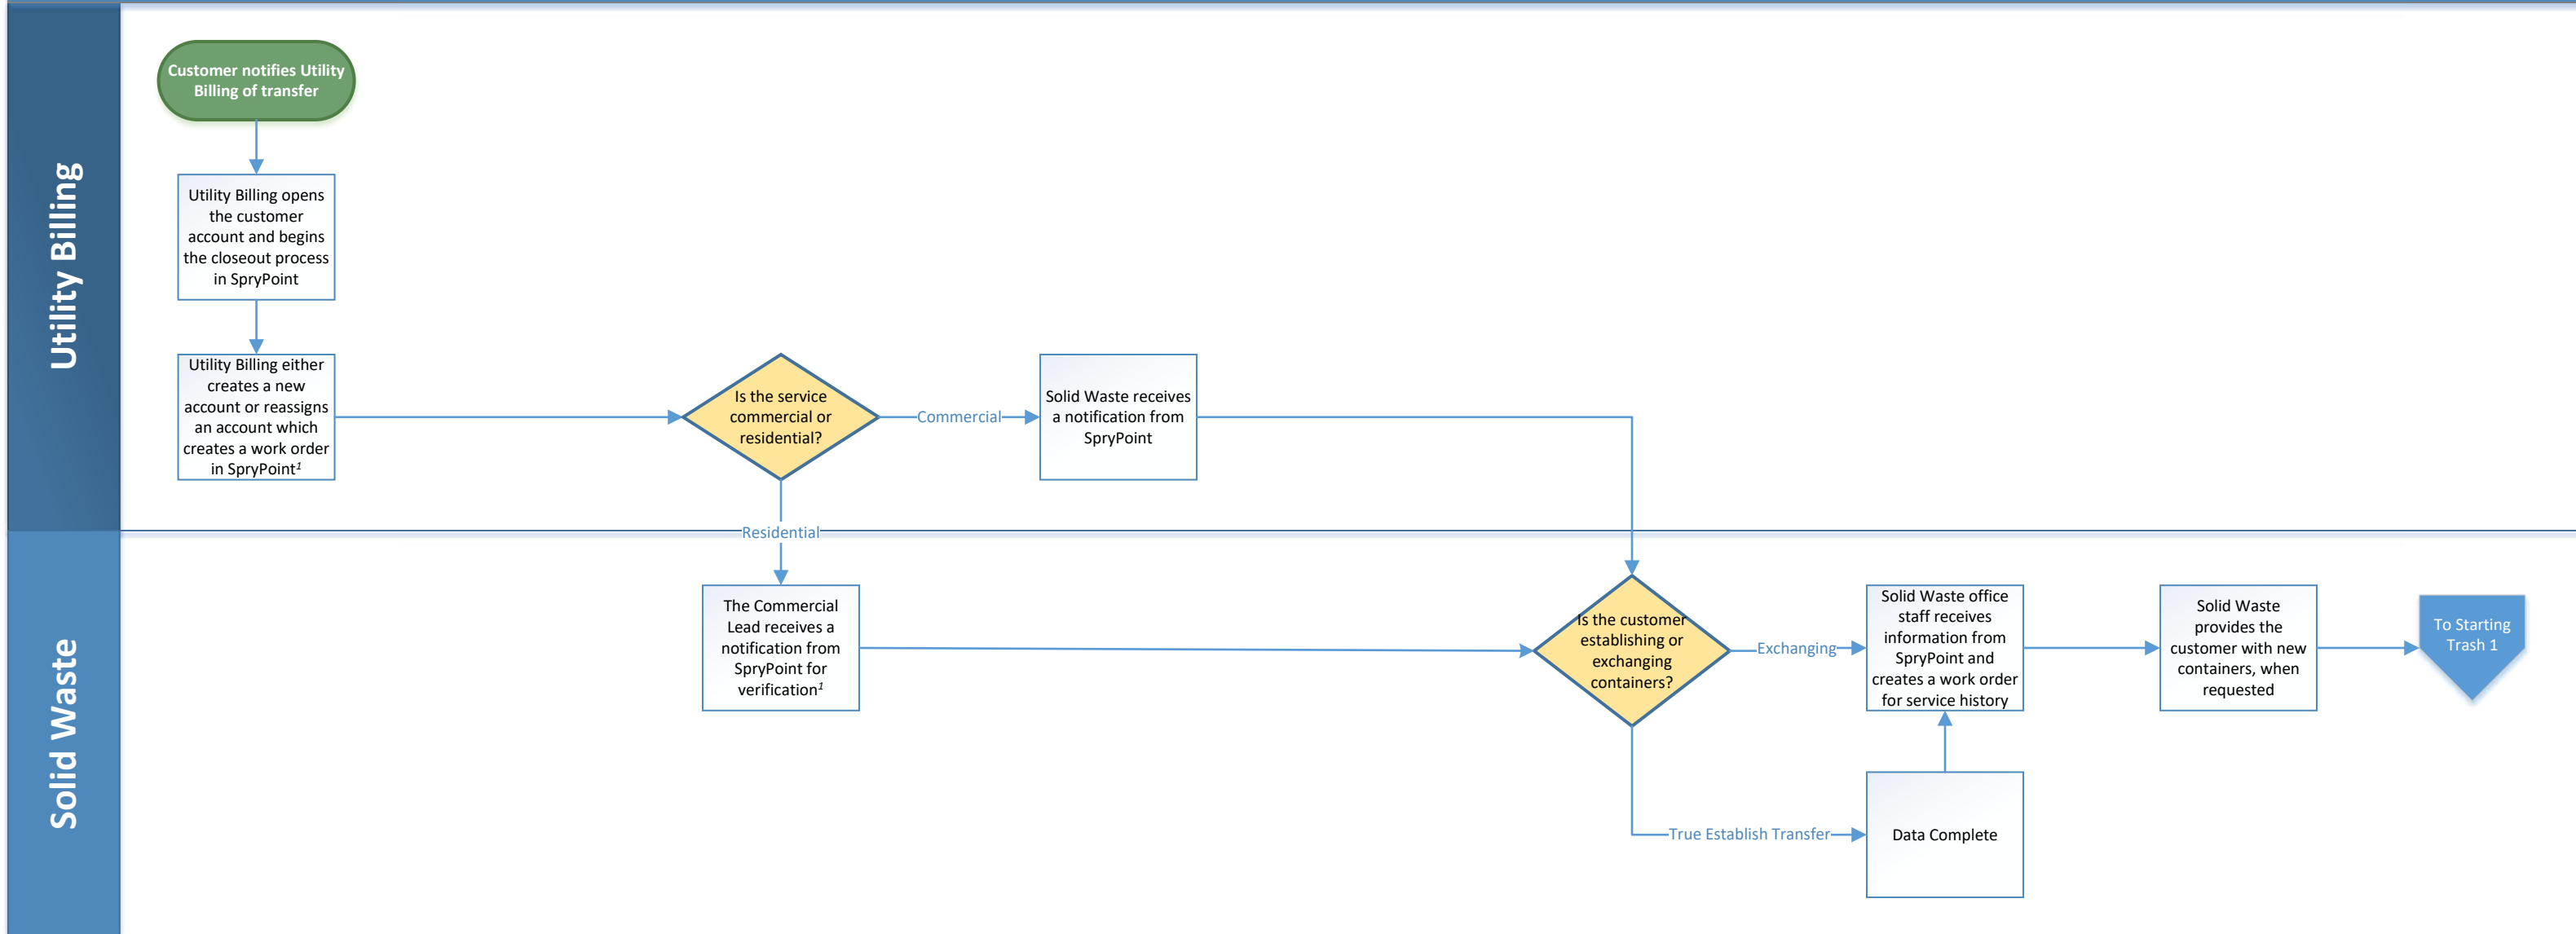 Utility Billing
Customer notifies Utility
Billing of transfer
Utility Billing opens
the customer
account and begins
the closeout process
in SpryPoint
Utility Billing either
creates a new
account or reassigns
an account which
creates a work order
in SpryPoint¹
Is the service
commercial or
residential?
Commercial
Solid Waste receives
a notification from
SpryPoint
Residential
Solid Waste
The Commercial
Lead receives a
notification from
SpryPoint for
verification¹
Is the customer
establishing or
exchanging
containers?
Exchanging
Solid Waste office
staff receives
information from
SpryPoint and
creates a work order
for service history
Solid Waste
provides the
customer with new
containers, when
requested
To Starting
Trash 1
True Establish Transfer
Data Complete